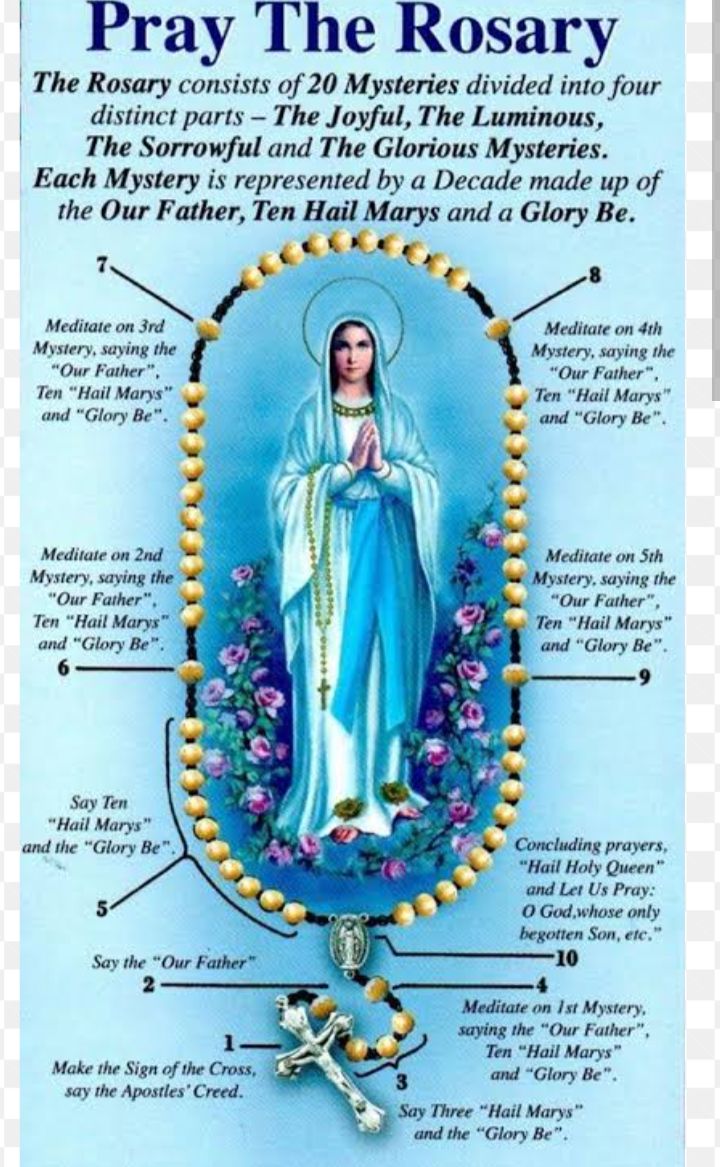 Pray The Rosary
The Rosary consists of 20 Mysteries divided into four
distinct parts – The Joyful, The Luminous,
The Sorrowful and The Glorious Mysteries.
Each Mystery is represented by a Decade made up of
the Our Father, Ten Hail Marys and a Glory Be.
7
Meditate on 3rd
Mystery, saying the
“Our Father”,
Ten “Hail Marys”
and “Glory Be”.
8
Meditate on 4th
Mystery, saying the
“Our Father”,
Ten “Hail Marys”
and “Glory Be”.
Meditate on 2nd
Mystery, saying the
“Our Father”,
Ten “Hail Marys”
and “Glory Be”.
6
Meditate on 5th
Mystery, saying the
“Our Father”,
Ten “Hail Marys”
and “Glory Be”.
9
Say Ten
“Hail Marys”
and the “Glory Be”.
5
Concluding prayers,
“Hail Holy Queen”
and Let Us Pray:
O God,whose only
begotten Son, etc.”
10
Say the “Our Father”
2
4
Meditate on 1st Mystery,
saying the “Our Father”,
Ten “Hail Marys”
and “Glory Be”.
1
Make the Sign of the Cross,
say the Apostles’ Creed.
3
Say Three “Hail Marys”
and the “Glory Be”.